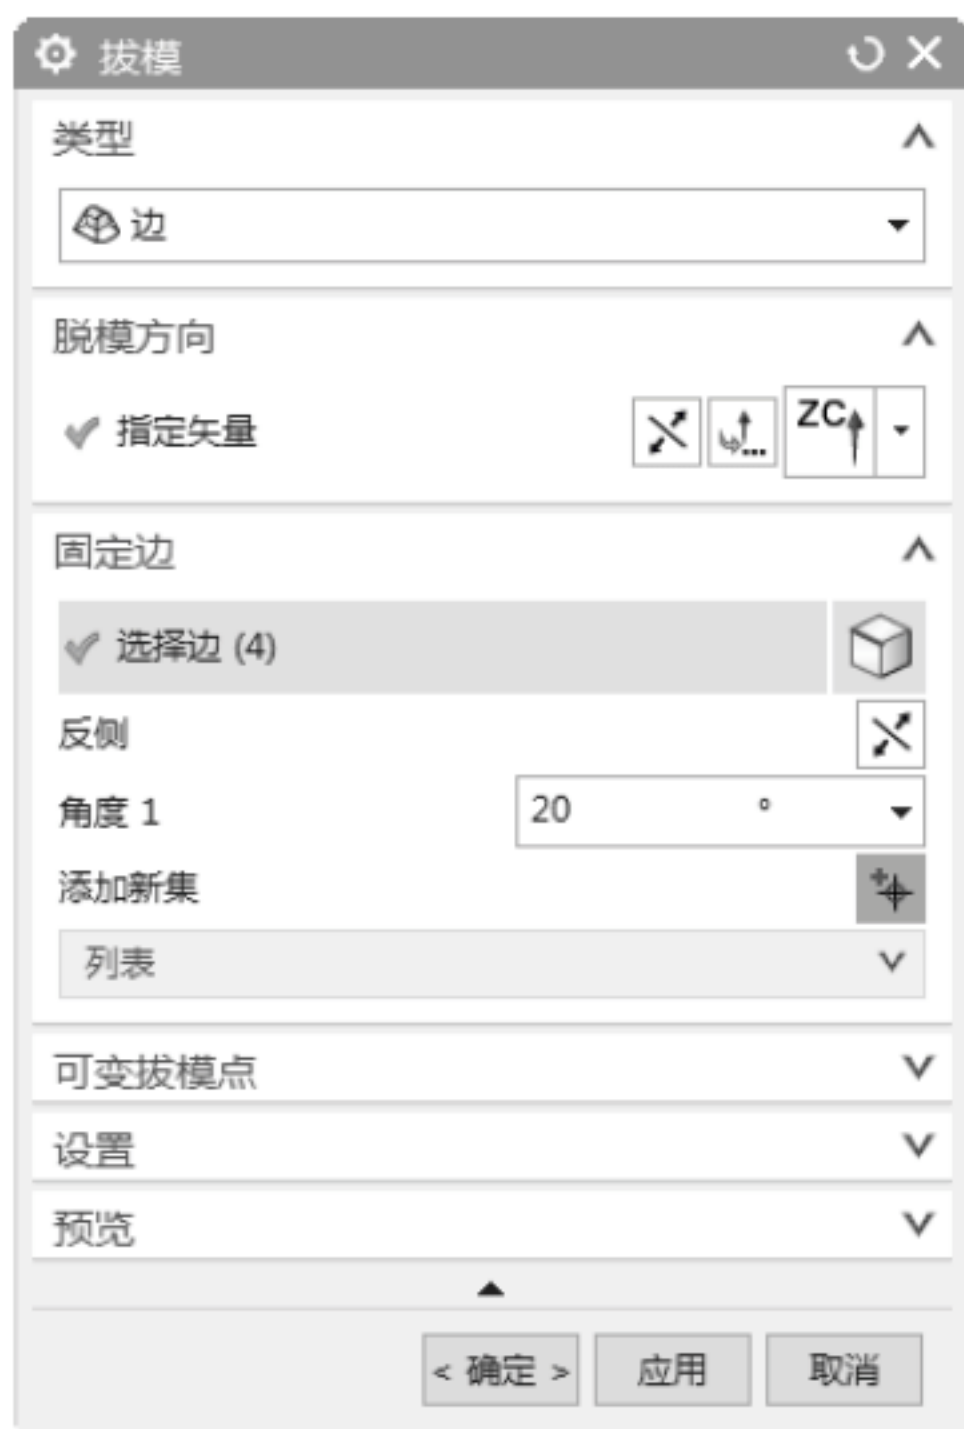 拔模
类型
边
脱模方向
指定矢量 ZC
固定边
选择边 (4)
反侧
角度 1 20 °
添加新集
列表
可变拔模点
设置
预览
< 确定 > 应用 取消